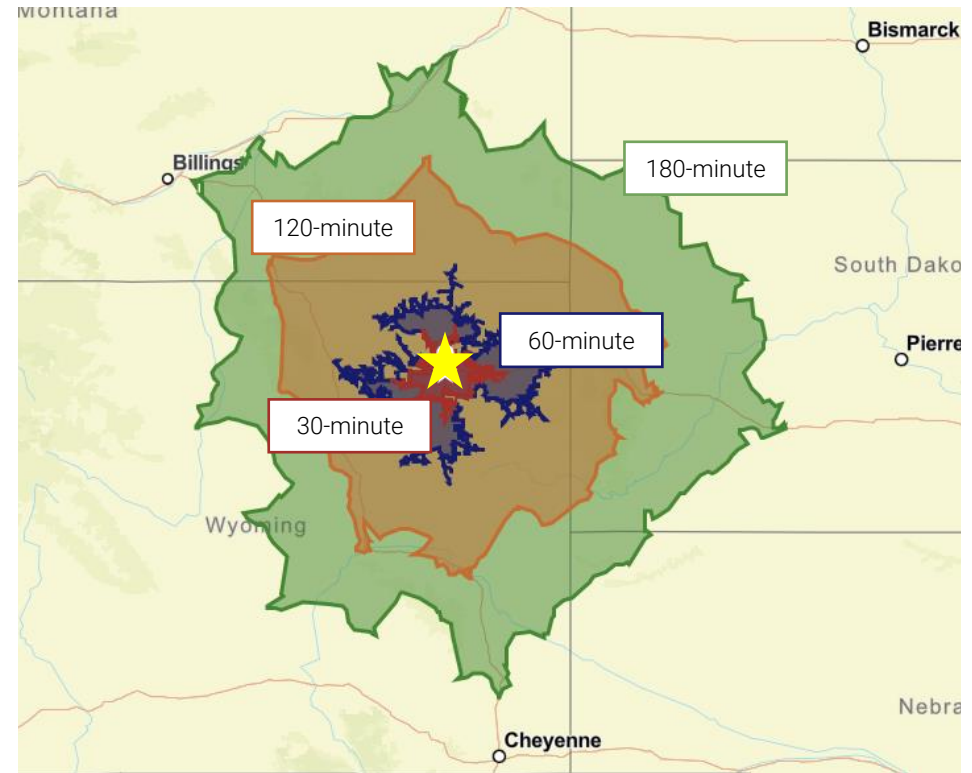 Montana
Bismarck
Billings
180-minute
120-minute
South Dako
60-minute
Pierre
30-minute
Wyoming
Nebra
Cheyenne